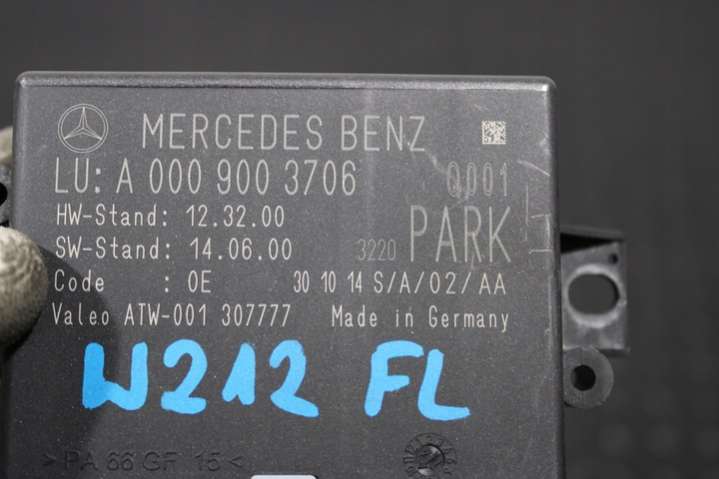 MERCEDES BENZ
LU: A 000 900 3706 Q001
HW-Stand: 12.32.00
SW-Stand: 14.06.00 3220 PARK
Code : 0E 30 10 14 S/A/02/AA
Valeo ATW-001 307777 Made in Germany
W212 FL
>PA 66 GF 15<